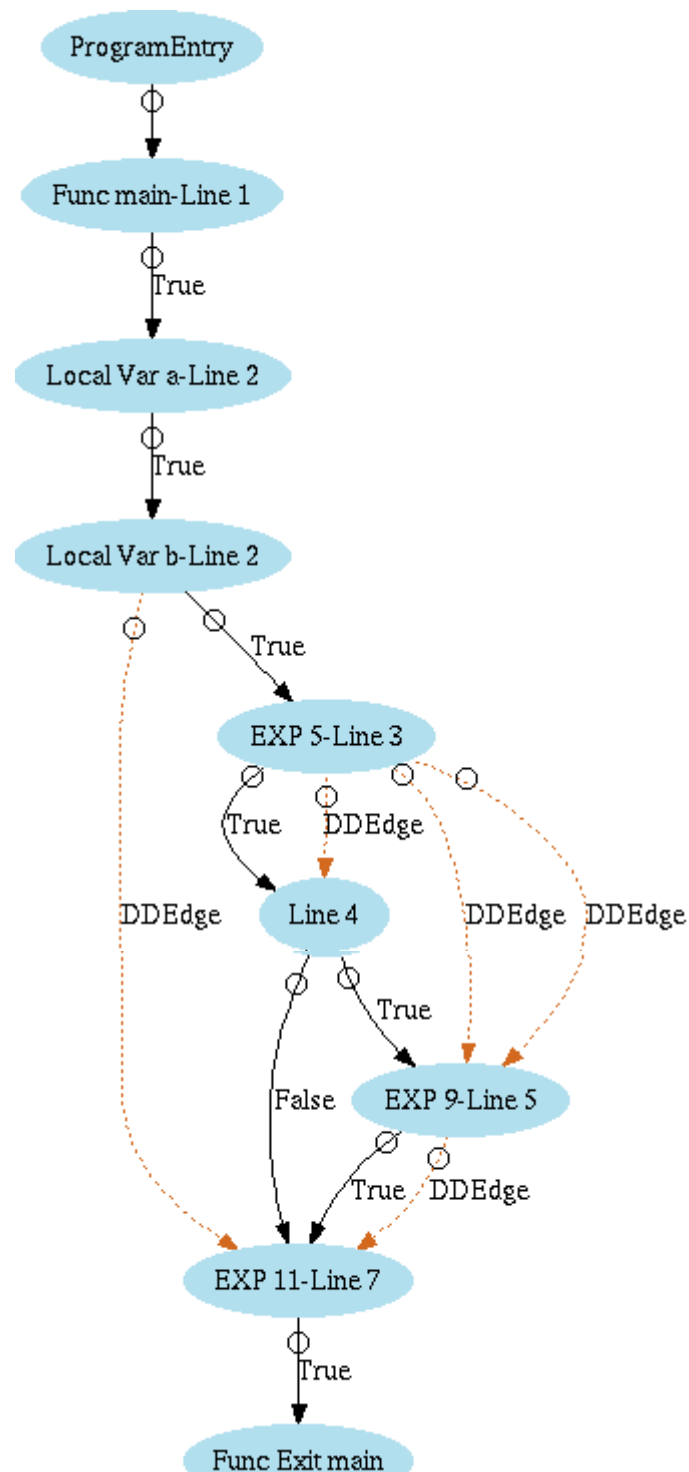 ProgramEntry
Func main-Line 1
True
Local Var a-Line 2
True
Local Var b-Line 2
True
EXP 5-Line 3
True
DDEdge
DDEdge
DDEdge
DDEdge
Line 4
True
False
EXP 9-Line 5
True
DDEdge
EXP 11-Line 7
True
Func Exit main